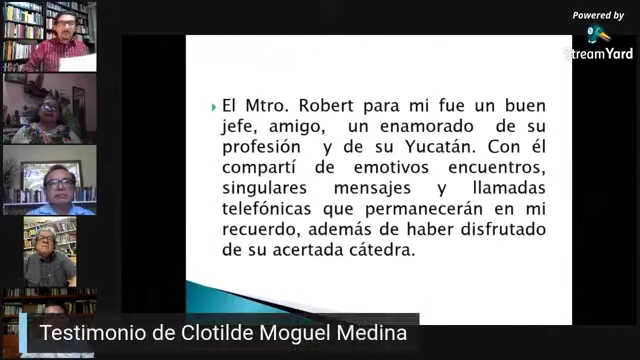 Powered by
StreamYard
El Mtro. Robert para mi fue un buen
jefe, amigo, un enamorado de su
profesión y de su Yucatán. Con él
compartí de emotivos encuentros,
singulares mensajes y llamadas
telefónicas que permanecerán en mi
recuerdo, además de haber disfrutado
de su acertada cátedra.
Testimonio de Clotilde Moguel Medina